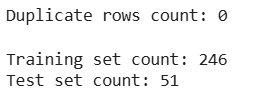 Duplicate rows count: 0
Training set count: 246
Test set count: 51